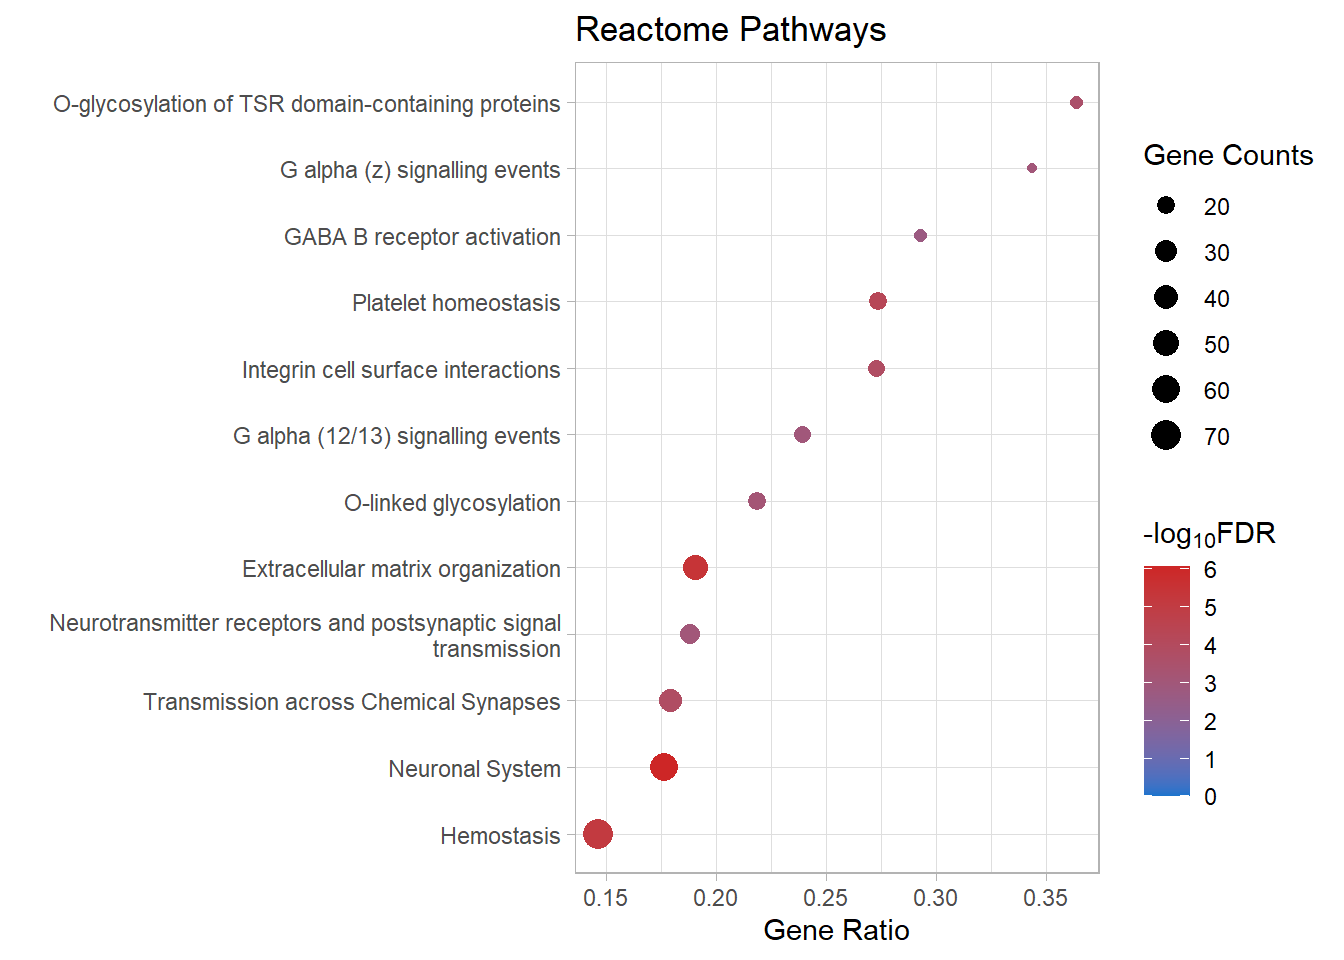 Reactome Pathways
O-glycosylation of TSR domain-containing proteins
G alpha (z) signalling events
GABA B receptor activation
Platelet homeostasis
Integrin cell surface interactions
G alpha (12/13) signalling events
O-linked glycosylation
Extracellular matrix organization
Neurotransmitter receptors and postsynaptic signal
transmission
Transmission across Chemical Synapses
Neuronal System
Hemostasis
0.15 0.20 0.25 0.30 0.35
Gene Ratio
Gene Counts
20
30
40
50
60
70
-log₁₀FDR
6
5
4
3
2
1
0